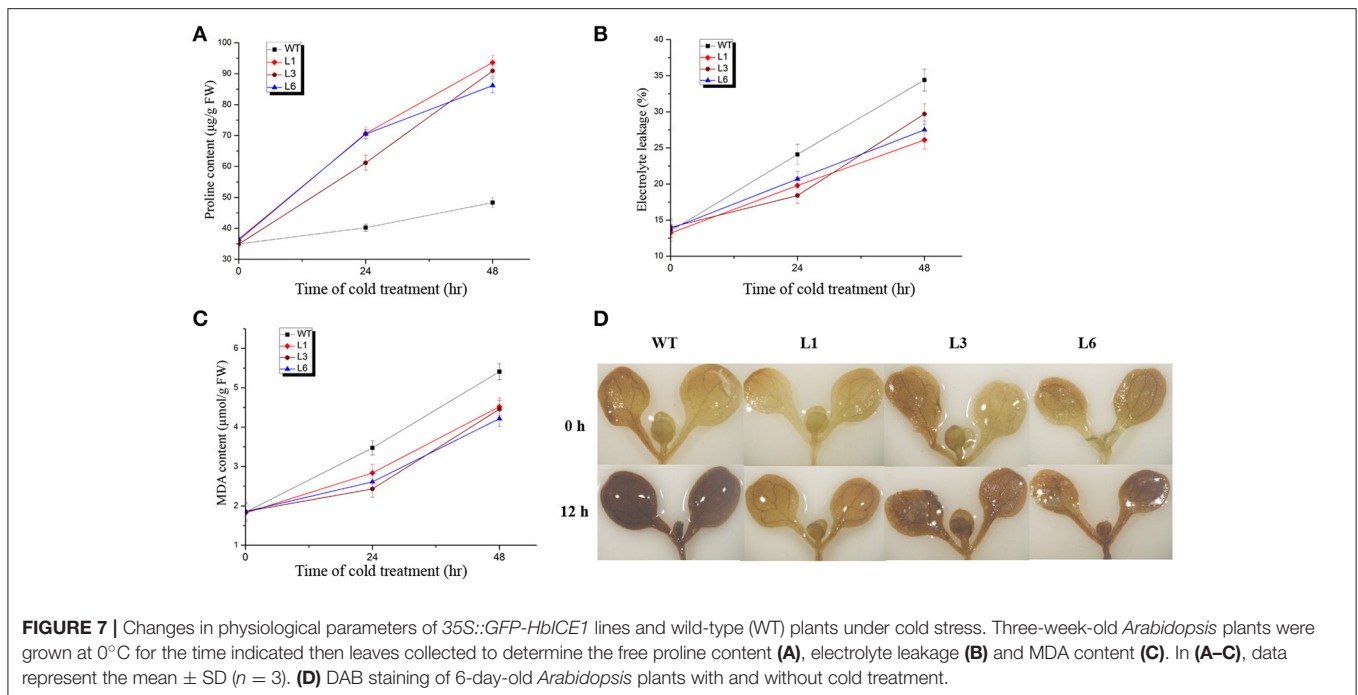 A
WT
L1
L3
L6
100
90
80
70
60
50
40
30
0
24
48
Proline content (μg/g FW)
Time of cold treatment (hr)
B
WT
L1
L3
L6
40
35
30
25
20
15
10
0
24
48
Electrolyte leakage (%)
Time of cold treatment (hr)
C
WT
L1
L3
L6
6
5
4
3
2
1
0
24
48
MDA content (μmol/g FW)
Time of cold treatment (hr)
D
WT L1 L3 L6
0 h
12 h
FIGURE 7 | Changes in physiological parameters of 35S::GFP-HbICE1 lines and wild-type (WT) plants under cold stress. Three-week-old Arabidopsis plants were
grown at 0°C for the time indicated then leaves collected to determine the free proline content (A), electrolyte leakage (B) and MDA content (C). In (A–C), data
represent the mean ± SD (n = 3). (D) DAB staining of 6-day-old Arabidopsis plants with and without cold treatment.